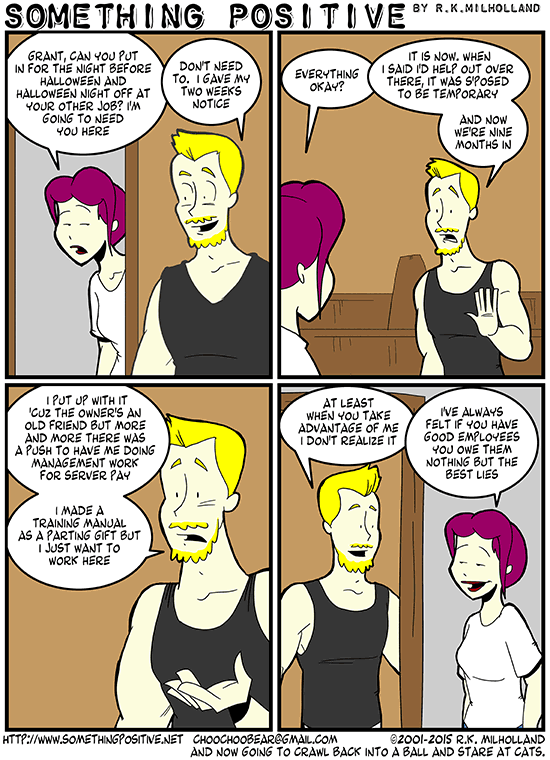 SOMETHING POSITIVE BY R.K.MILHOLLAND
GRANT, CAN YOU PUT
IN FOR THE NIGHT BEFORE
HALLOWEEN AND
HALLOWEEN NIGHT OFF AT
YOUR OTHER JOB? I'M
GOING TO NEED
YOU HERE
DON'T NEED
TO. I GAVE MY
TWO WEEKS
NOTICE
EVERYTHING
OKAY?
IT IS NOW. WHEN
I SAID I'D HELP OUT OVER
THERE, IT WAS S'POSED
TO BE TEMPORARY
AND NOW
WE'RE NINE
MONTHS IN
I PUT UP WITH IT
'CUZ THE OWNER'S AN
OLD FRIEND BUT MORE
AND MORE THERE WAS
A PUSH TO HAVE ME DOING
MANAGEMENT WORK
FOR SERVER PAY
I MADE A
TRAINING MANUAL
AS A PARTING GIFT BUT
I JUST WANT TO
WORK HERE
AT LEAST
WHEN YOU TAKE
ADVANTAGE OF ME
I DON'T REALIZE IT
I'VE ALWAYS
FELT IF YOU HAVE
GOOD EMPLOYEES
YOU OWE THEM
NOTHING BUT THE
BEST LIES
HTTP://WWW.SOMETHINGPOSITIVE.NET CHOOCHOOBEAR@GMAIL.COM ©2001-2015 R.K. MILHOLLAND
AND NOW GOING TO CRAWL BACK INTO A BALL AND STARE AT CATS.